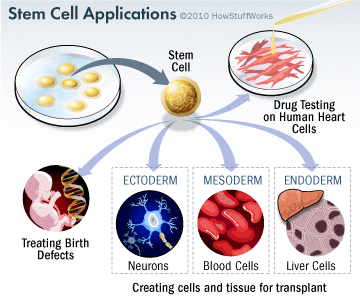 Stem Cell Applications ©2010 HowStuffWorks
Stem
Cell
Drug Testing
on Human Heart
Cells
Treating Birth
Defects
ECTODERM
Neurons
MESODERM
Blood Cells
ENDODERM
Liver Cells
Creating cells and tissue for transplant